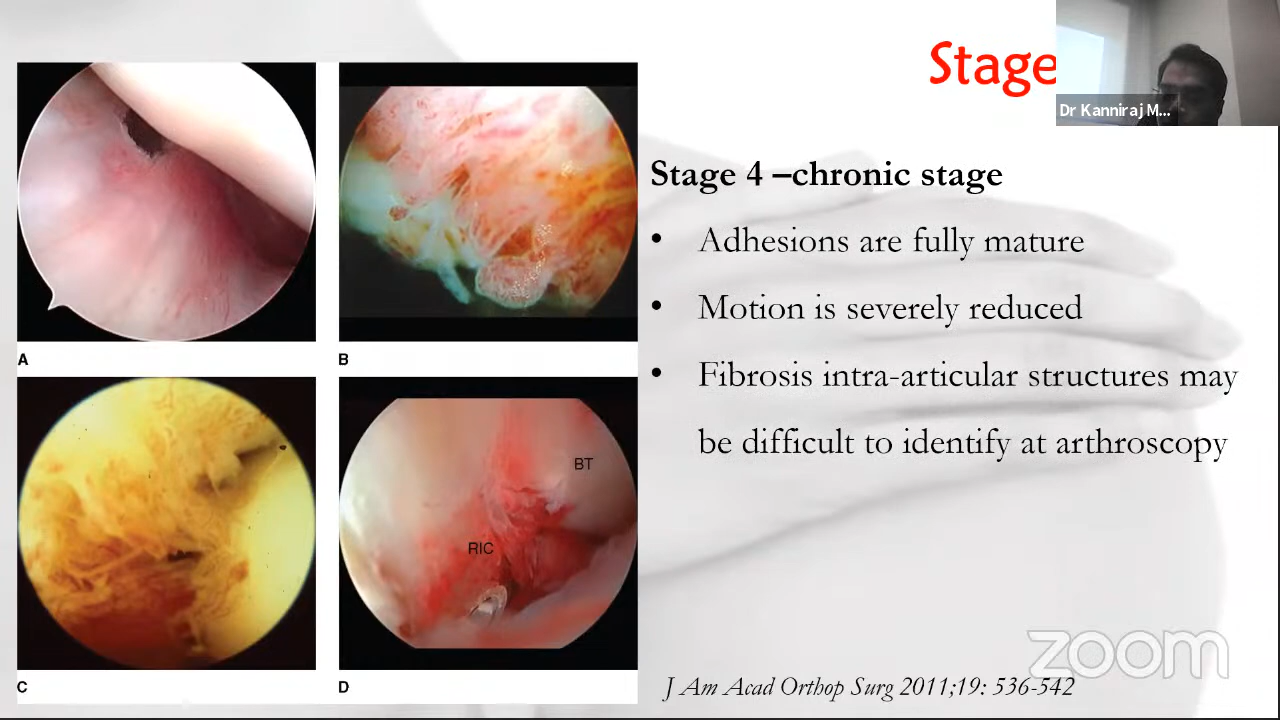 Stage
Dr Kanniraj M...
Stage 4 –chronic stage
• Adhesions are fully mature
• Motion is severely reduced
• Fibrosis intra-articular structures may
be difficult to identify at arthroscopy
A
B
BT
RIC
C
D
J Am Acad Orthop Surg 2011;19: 536-542
zoom